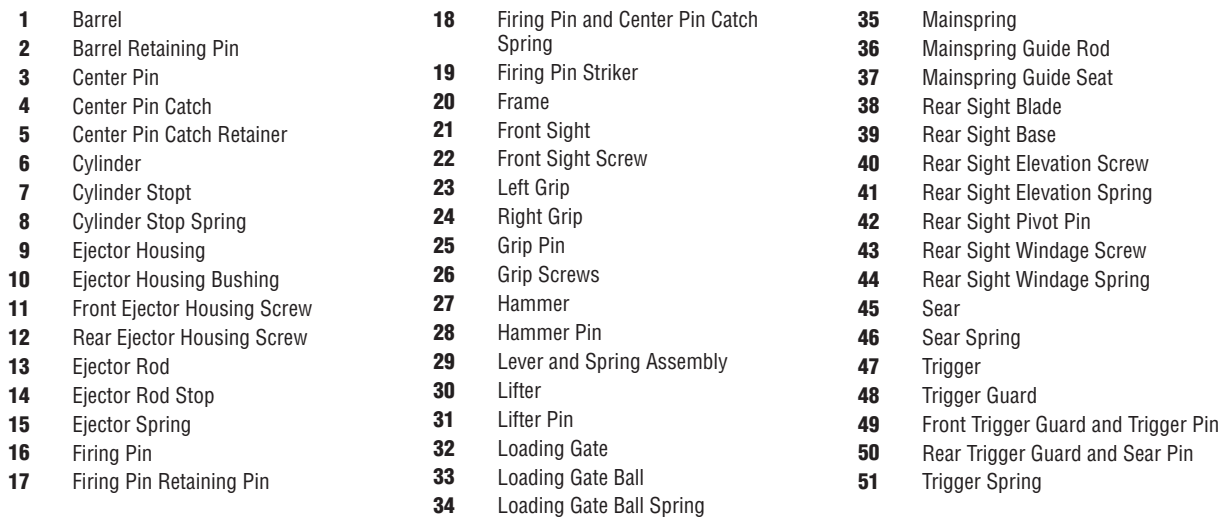 1 Barrel
2 Barrel Retaining Pin
3 Center Pin
4 Center Pin Catch
5 Center Pin Catch Retainer
6 Cylinder
7 Cylinder Stopt
8 Cylinder Stop Spring
9 Ejector Housing
10 Ejector Housing Bushing
11 Front Ejector Housing Screw
12 Rear Ejector Housing Screw
13 Ejector Rod
14 Ejector Rod Stop
15 Ejector Spring
16 Firing Pin
17 Firing Pin Retaining Pin
18 Firing Pin and Center Pin Catch
Spring
19 Firing Pin Striker
20 Frame
21 Front Sight
22 Front Sight Screw
23 Left Grip
24 Right Grip
25 Grip Pin
26 Grip Screws
27 Hammer
28 Hammer Pin
29 Lever and Spring Assembly
30 Lifter
31 Lifter Pin
32 Loading Gate
33 Loading Gate Ball
34 Loading Gate Ball Spring
35 Mainspring
36 Mainspring Guide Rod
37 Mainspring Guide Seat
38 Rear Sight Blade
39 Rear Sight Base
40 Rear Sight Elevation Screw
41 Rear Sight Elevation Spring
42 Rear Sight Pivot Pin
43 Rear Sight Windage Screw
44 Rear Sight Windage Spring
45 Sear
46 Sear Spring
47 Trigger
48 Trigger Guard
49 Front Trigger Guard and Trigger Pin
50 Rear Trigger Guard and Sear Pin
51 Trigger Spring